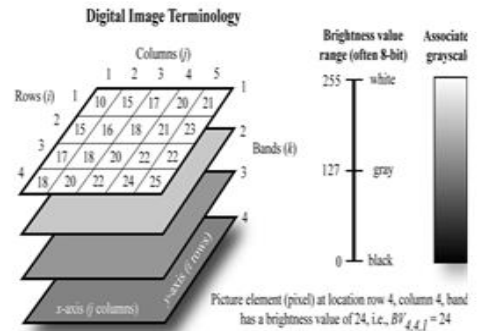 Digital Image Terminology
Columns (j)
1 2 3 4 5
Rows (i)
1 10 15 17 20 21 1
2 15 16 18 21 23 2
3 17 18 20 22 22 3
4 18 20 22 24 25 4
Bands (k)
x-axis (j columns)
y-axis (i rows)
Brightness value
range (often 8-bit)
255 white
127 gray
0 black
Associate
grayscal
Picture element (pixel) at location row 4, column 4, band
has a brightness value of 24, i.e., BV4,4,1 = 24